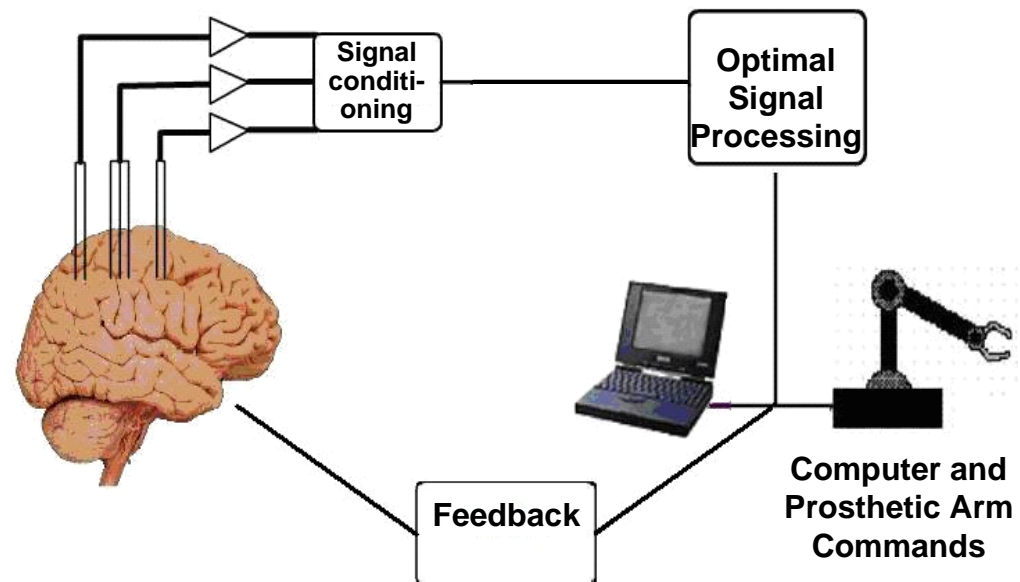 Signal
conditi-
oning
Optimal
Signal
Processing
Computer and
Prosthetic Arm
Commands
Feedback